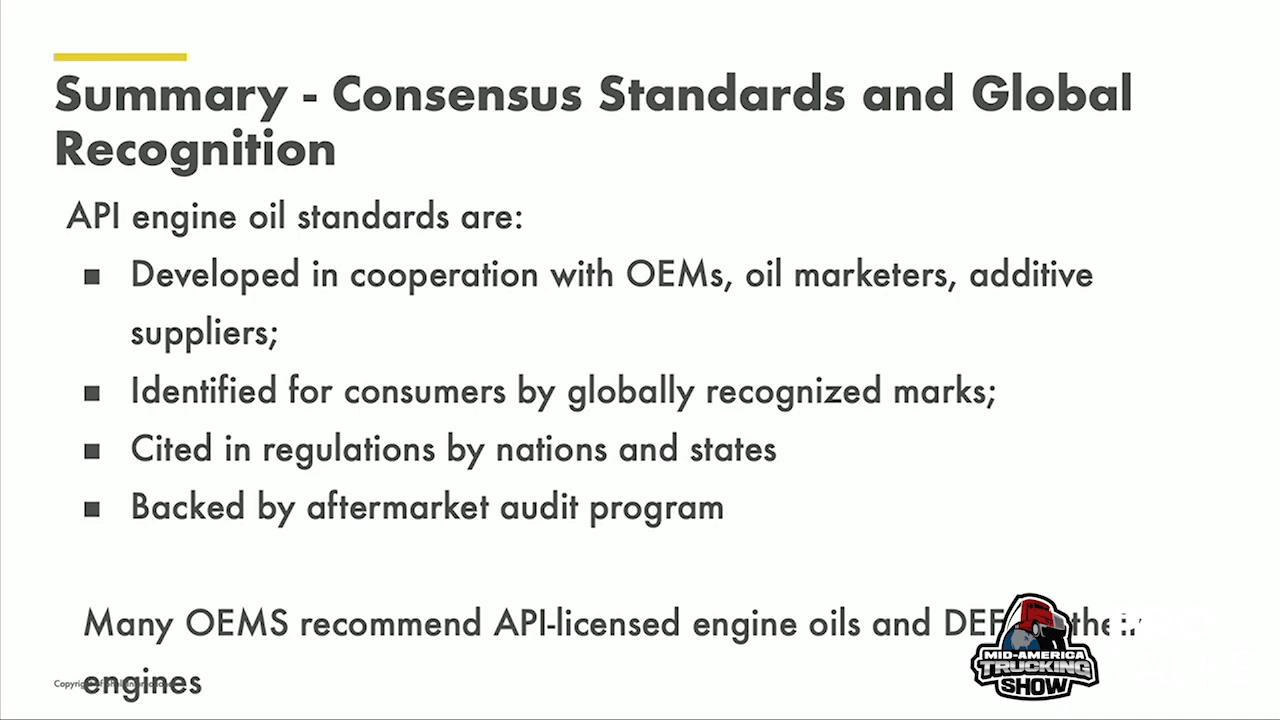 Summary - Consensus Standards and Global
Recognition
API engine oil standards are:
■ Developed in cooperation with OEMs, oil marketers, additive
suppliers;
■ Identified for consumers by globally recognized marks;
■ Cited in regulations by nations and states
■ Backed by aftermarket audit program
Many OEMS recommend API-licensed engine oils and DEF their
engines
MID-AMERICA
TRUCKING
SHOW